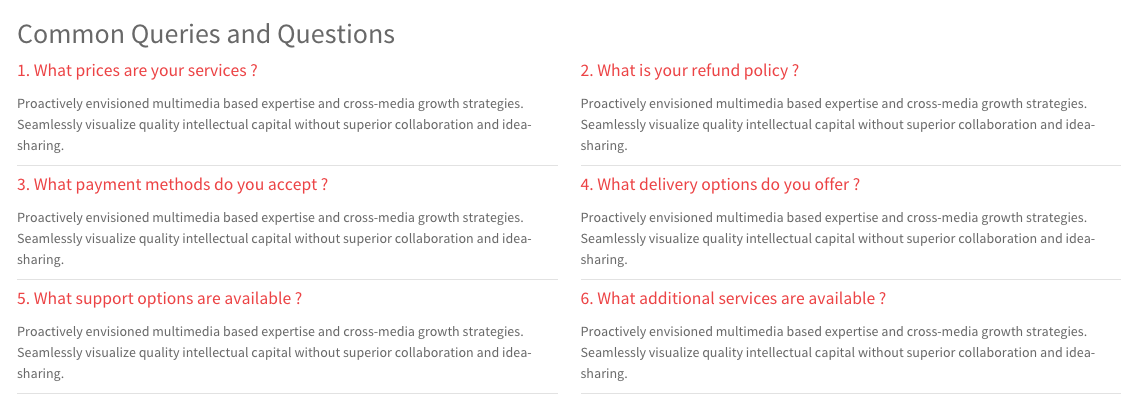 Common Queries and Questions
1. What prices are your services ?
Proactively envisioned multimedia based expertise and cross-media growth strategies.
Seamlessly visualize quality intellectual capital without superior collaboration and idea-
sharing.
2. What is your refund policy ?
Proactively envisioned multimedia based expertise and cross-media growth strategies.
Seamlessly visualize quality intellectual capital without superior collaboration and idea-
sharing.
3. What payment methods do you accept ?
Proactively envisioned multimedia based expertise and cross-media growth strategies.
Seamlessly visualize quality intellectual capital without superior collaboration and idea-
sharing.
4. What delivery options do you offer ?
Proactively envisioned multimedia based expertise and cross-media growth strategies.
Seamlessly visualize quality intellectual capital without superior collaboration and idea-
sharing.
5. What support options are available ?
Proactively envisioned multimedia based expertise and cross-media growth strategies.
Seamlessly visualize quality intellectual capital without superior collaboration and idea-
sharing.
6. What additional services are available ?
Proactively envisioned multimedia based expertise and cross-media growth strategies.
Seamlessly visualize quality intellectual capital without superior collaboration and idea-
sharing.